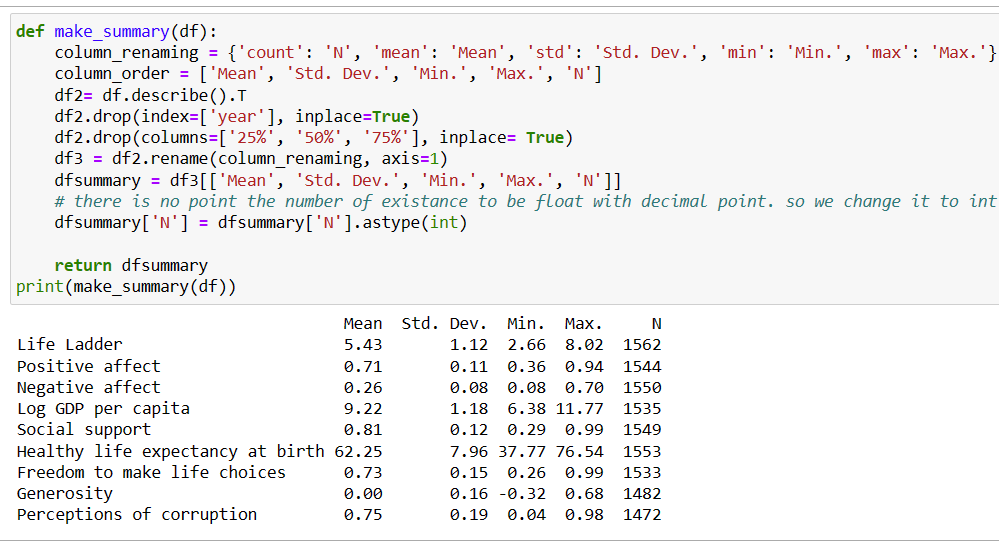 def make_summary(df):
    column_renaming = {'count': 'N', 'mean': 'Mean', 'std': 'Std. Dev.', 'min': 'Min.', 'max': 'Max.'}
    column_order = ['Mean', 'Std. Dev.', 'Min.', 'Max.', 'N']
    df2= df.describe().T
    df2.drop(index=['year'], inplace=True)
    df2.drop(columns=['25%', '50%', '75%'], inplace= True)
    df3 = df2.rename(column_renaming, axis=1)
    dfsummary = df3[['Mean', 'Std. Dev.', 'Min.', 'Max.', 'N']]
    # there is no point the number of existance to be float with decimal point. so we change it to int
    dfsummary['N'] = dfsummary['N'].astype(int)
    return dfsummary
print(make_summary(df))
                                  Mean  Std. Dev.  Min.  Max.     N
Life Ladder                       5.43       1.12  2.66  8.02  1562
Positive affect                   0.71       0.11  0.36  0.94  1544
Negative affect                   0.26       0.08  0.08  0.70  1550
Log GDP per capita                9.22       1.18  6.38 11.77  1535
Social support                    0.81       0.12  0.29  0.99  1549
Healthy life expectancy at birth 62.25       7.96 37.77 76.54  1553
Freedom to make life choices      0.73       0.15  0.26  0.99  1533
Generosity                        0.00       0.16 -0.32  0.68  1482
Perceptions of corruption         0.75       0.19  0.04  0.98  1472